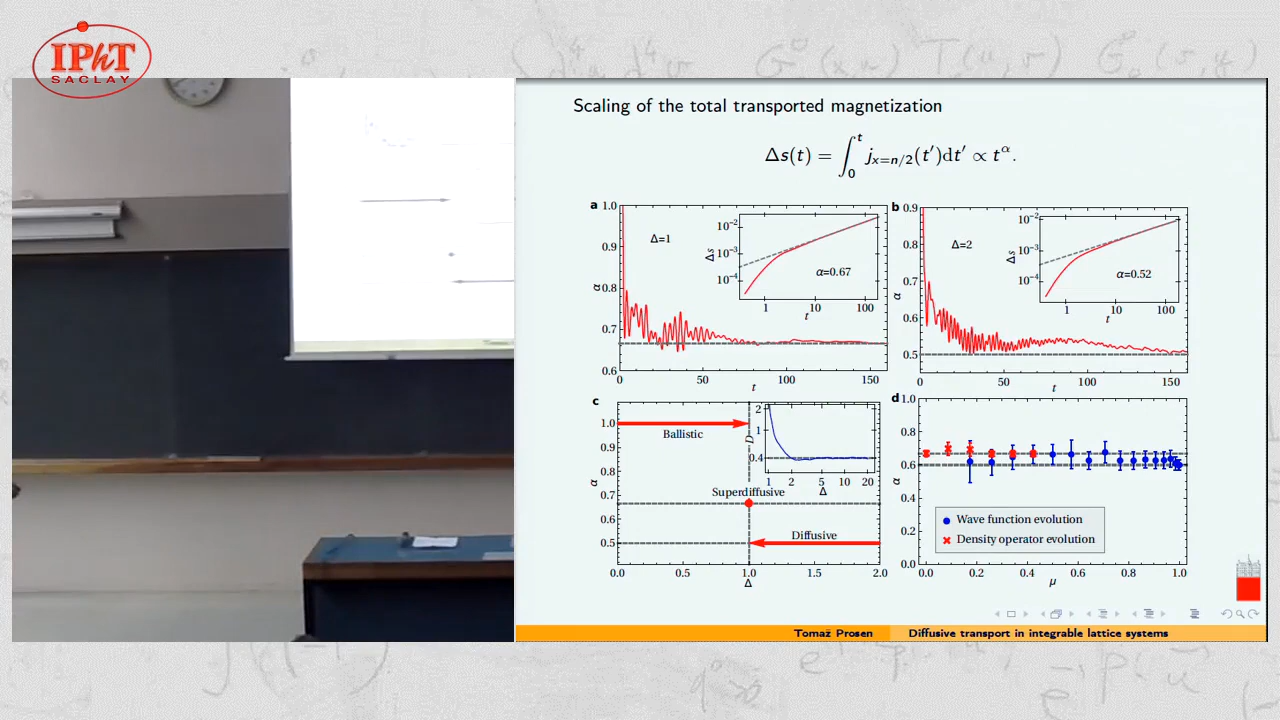 IPhT
SACLAY
Scaling of the total transported magnetization
Δs(t) = ∫₀ᵗ jₓ₌ₙ/₂(t′)dt′ ∝ tᵅ.
a
1.0
0.9
0.8
0.7
0.6
α
Δ=1
0
50
100
150
t
10⁻²
10⁻³
10⁻⁴
Δs
α=0.67
1
10
100
t
b
0.9
0.8
0.7
0.6
0.5
α
Δ=2
0
50
100
150
t
10⁻²
10⁻³
10⁻⁴
Δs
α=0.52
1
10
100
t
c
1.0
0.9
0.8
0.7
0.6
0.5
α
Ballistic
Superdiffusive
Diffusive
0.0
0.5
1.0
1.5
2.0
Δ
2
1
0.4
D
1
2
5
10
20
Δ
d
1.0
0.8
0.6
0.4
0.2
0.0
α
Wave function evolution
Density operator evolution
0.0
0.2
0.4
0.6
0.8
1.0
μ
Tomaž Prosen
Diffusive transport in integrable lattice systems